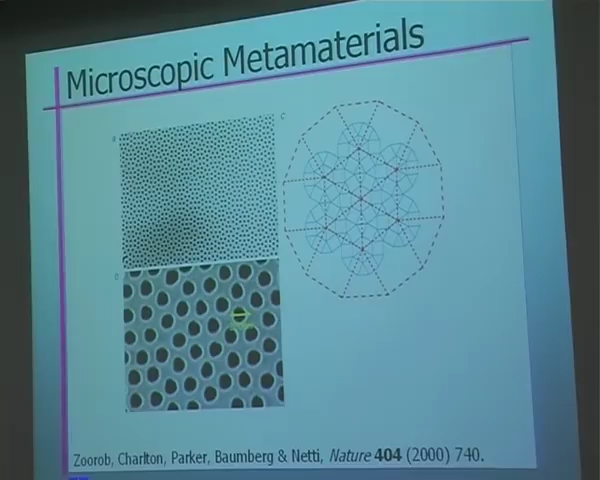 Microscopic Metamaterials
Zoorob, Charlton, Parker, Baumberg & Netti, Nature 404 (2000) 740.